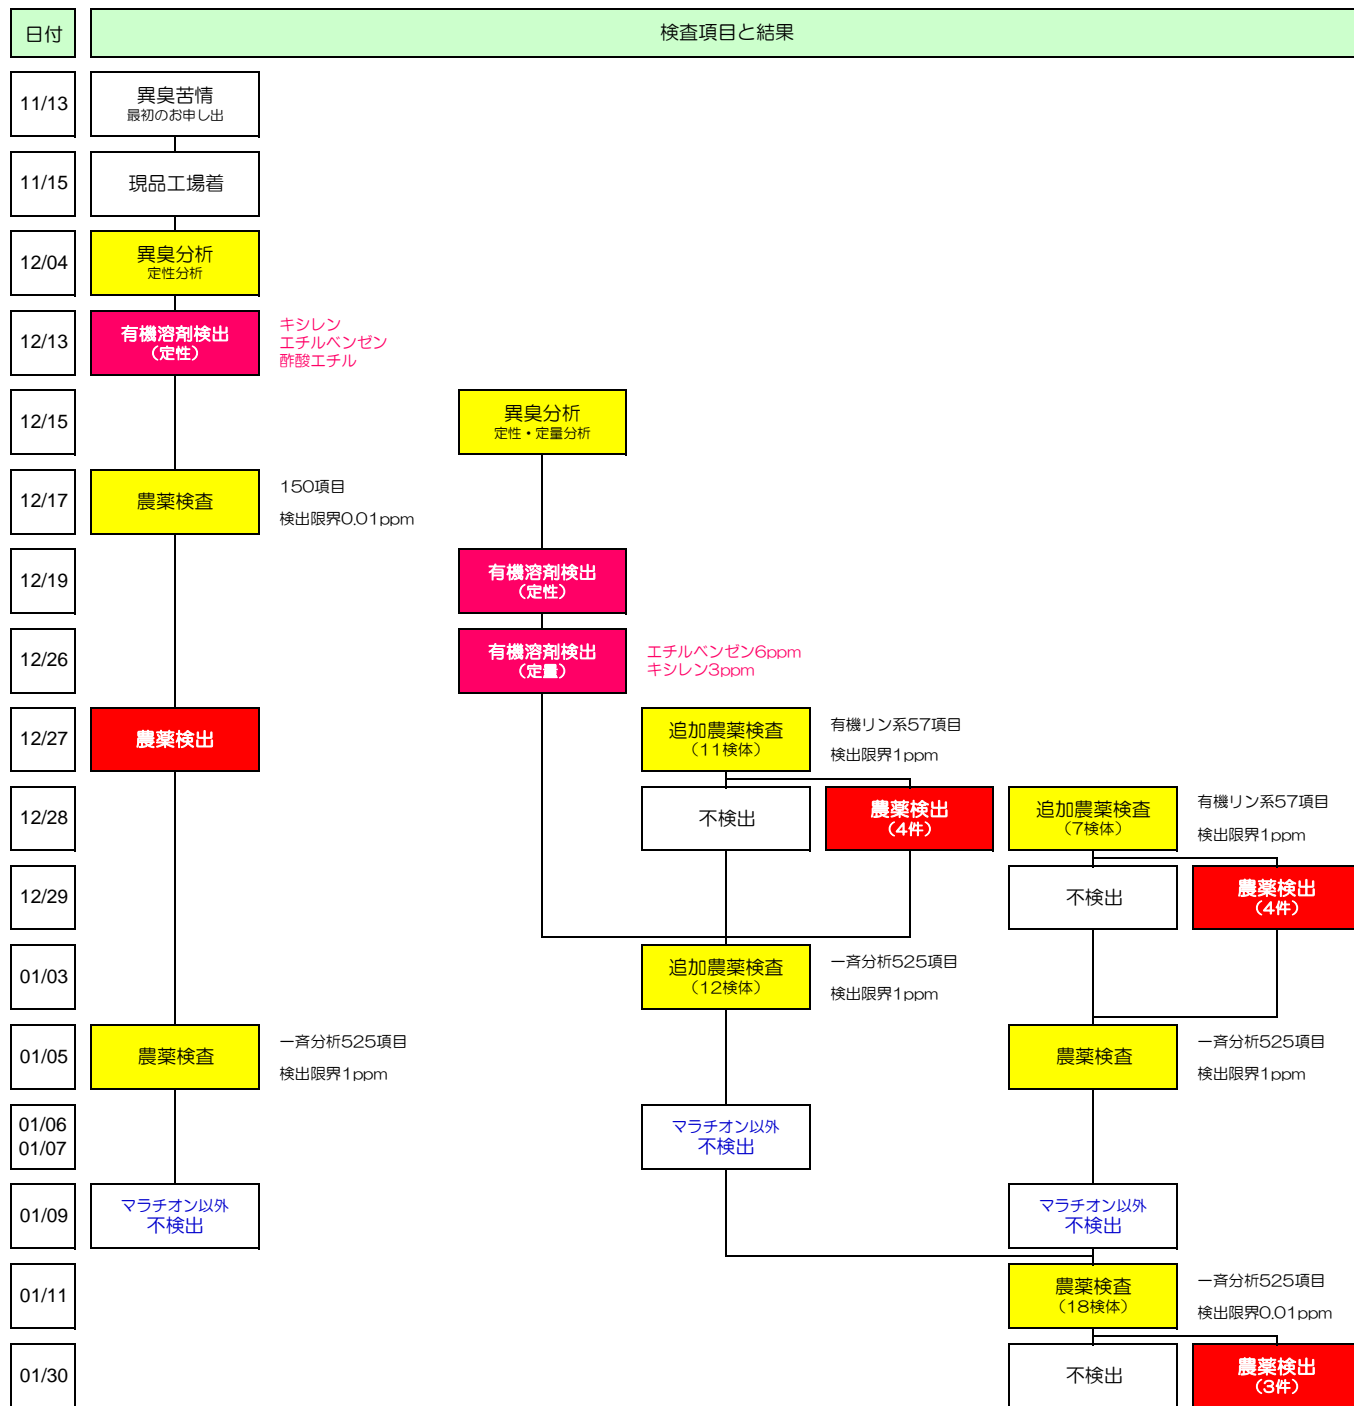 日付
検査項目と結果
11/13
異臭苦情
最初のお申し出
11/15
現品工場着
12/04
異臭分析
定性分析
12/13
有機溶剤検出
（定性）
キシレン
エチルベンゼン
酢酸エチル
12/15
異臭分析
定性・定量分析
12/17
農薬検査
150項目
検出限界0.01ppm
12/19
有機溶剤検出
（定性）
12/26
有機溶剤検出
（定量）
エチルベンゼン6ppm
キシレン3ppm
12/27
農薬検出
追加農薬検査
（11検体）
有機リン系57項目
検出限界1ppm
12/28
不検出
農薬検出
（4件）
追加農薬検査
（7検体）
有機リン系57項目
検出限界1ppm
12/29
不検出
農薬検出
（4件）
01/03
追加農薬検査
（12検体）
一斉分析525項目
検出限界1ppm
01/05
農薬検査
一斉分析525項目
検出限界1ppm
農薬検査
一斉分析525項目
検出限界1ppm
01/06
01/07
マラチオン以外
不検出
01/09
マラチオン以外
不検出
マラチオン以外
不検出
01/11
農薬検査
（18検体）
一斉分析525項目
検出限界0.01ppm
01/30
不検出
農薬検出
（3件）